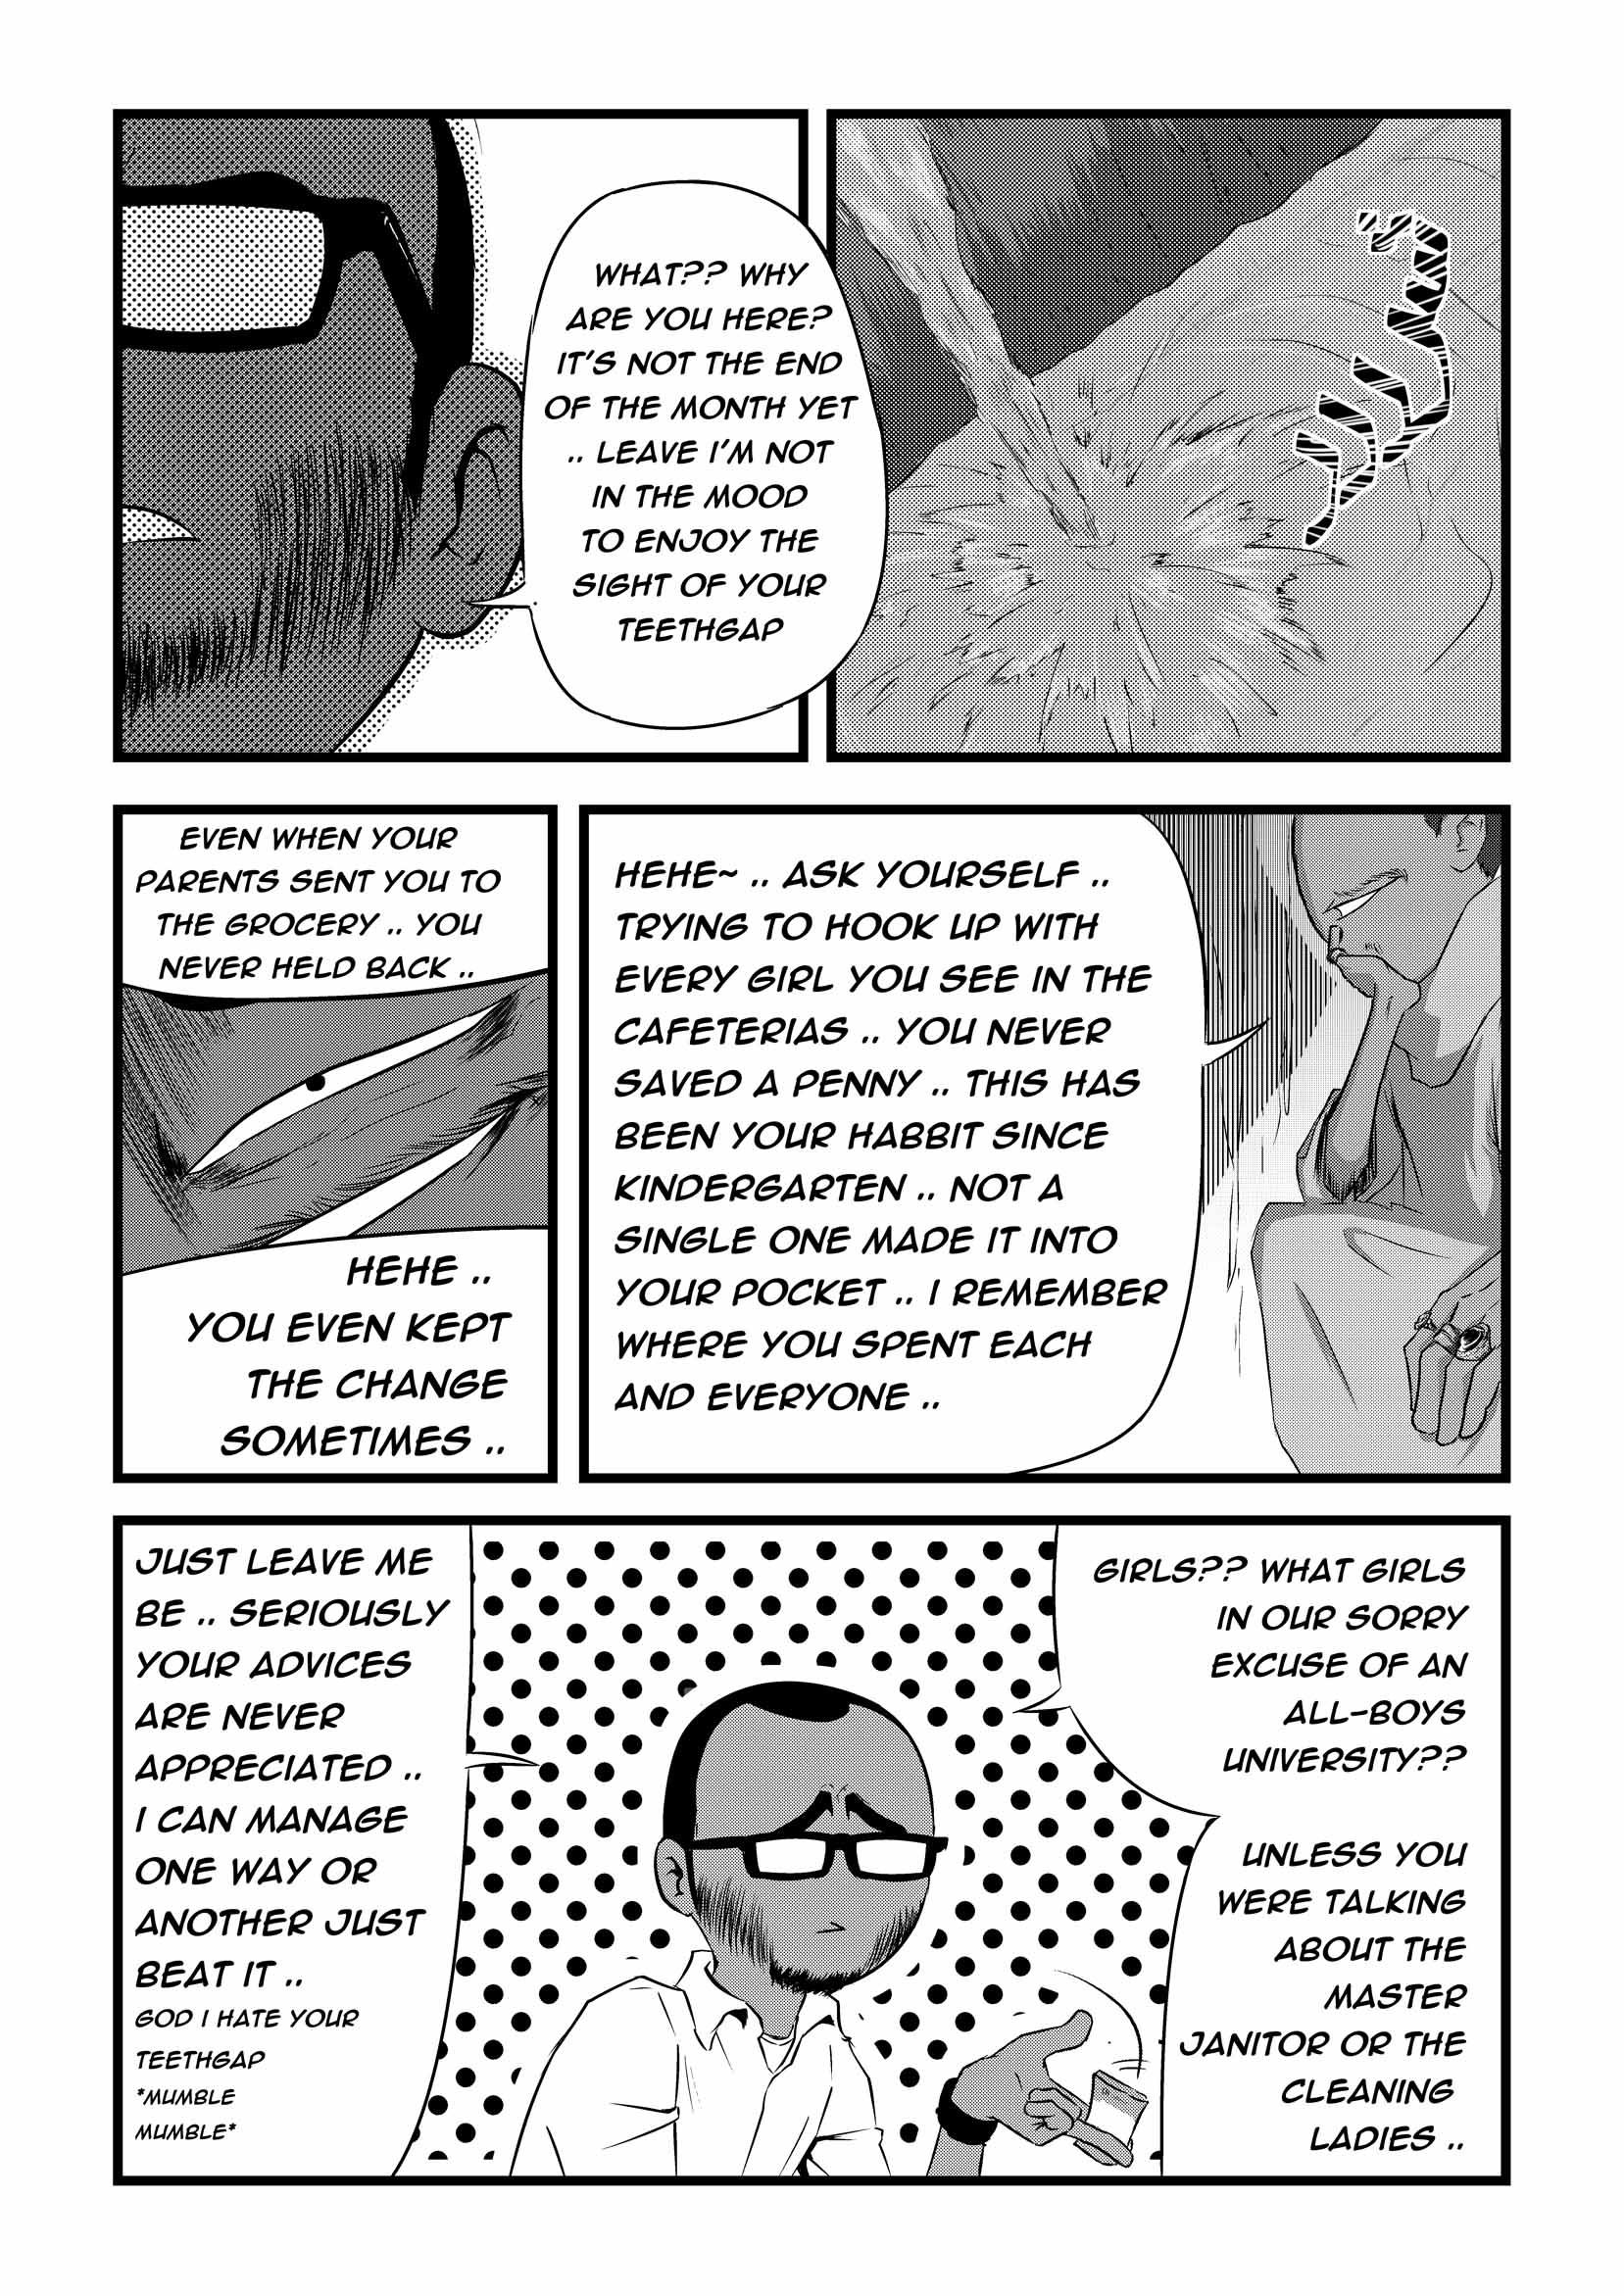 WHAT?? WHY
ARE YOU HERE?
IT'S NOT THE END
OF THE MONTH YET
.. LEAVE I'M NOT
IN THE MOOD
TO ENJOY THE
SIGHT OF YOUR
TEETHGAP
HEHE~ .. ASK YOURSELF ..
TRYING TO HOOK UP WITH
EVERY GIRL YOU SEE IN THE
CAFETERIAS .. YOU NEVER
SAVED A PENNY .. THIS HAS
BEEN YOUR HABBIT SINCE
KINDERGARTEN .. NOT A
SINGLE ONE MADE IT INTO
YOUR POCKET .. I REMEMBER
WHERE YOU SPENT EACH
AND EVERYONE ..
EVEN WHEN YOUR
PARENTS SENT YOU TO
THE GROCERY .. YOU
NEVER HELD BACK ..
HEHE ..
YOU EVEN KEPT
THE CHANGE
SOMETIMES ..
GIRLS?? WHAT GIRLS
IN OUR SORRY
EXCUSE OF AN
ALL-BOYS
UNIVERSITY??
UNLESS YOU
WERE TALKING
ABOUT THE
MASTER
JANITOR OR THE
CLEANING
LADIES ..
JUST LEAVE ME
BE .. SERIOUSLY
YOUR ADVICES
ARE NEVER
APPRECIATED ..
I CAN MANAGE
ONE WAY OR
ANOTHER JUST
BEAT IT ..
GOD I HATE YOUR
TEETHGAP
*MUMBLE
MUMBLE*